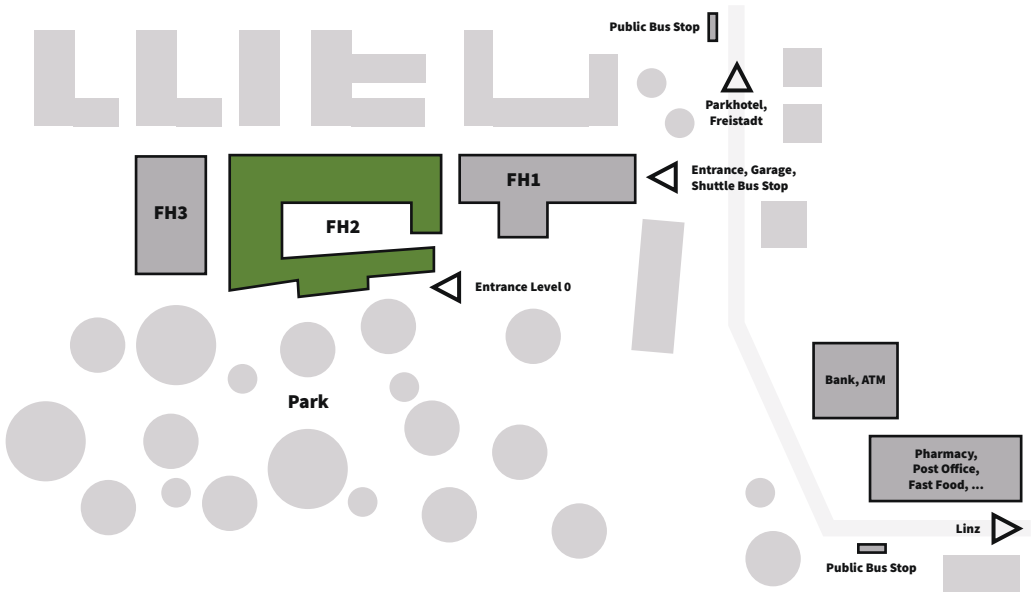 Public Bus Stop
Parkhotel,
Freistadt
Entrance, Garage,
Shuttle Bus Stop
FH1
FH3
FH2
Entrance Level 0
Bank, ATM
Park
Pharmacy,
Post Office,
Fast Food, ...
Linz
Public Bus Stop